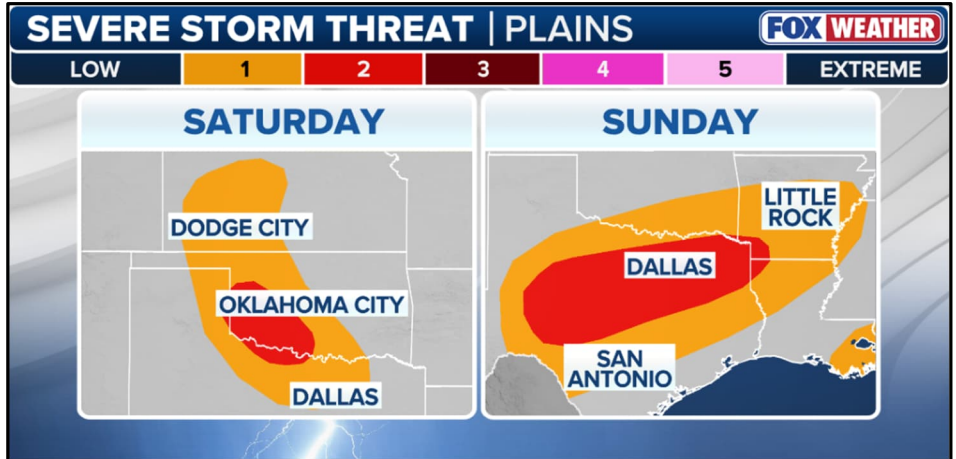 SEVERE STORM THREAT | PLAINS
FOX WEATHER
LOW 1 2 3 4 5 EXTREME
SATURDAY
DODGE CITY
OKLAHOMA CITY
DALLAS
SUNDAY
LITTLE
ROCK
DALLAS
SAN
ANTONIO